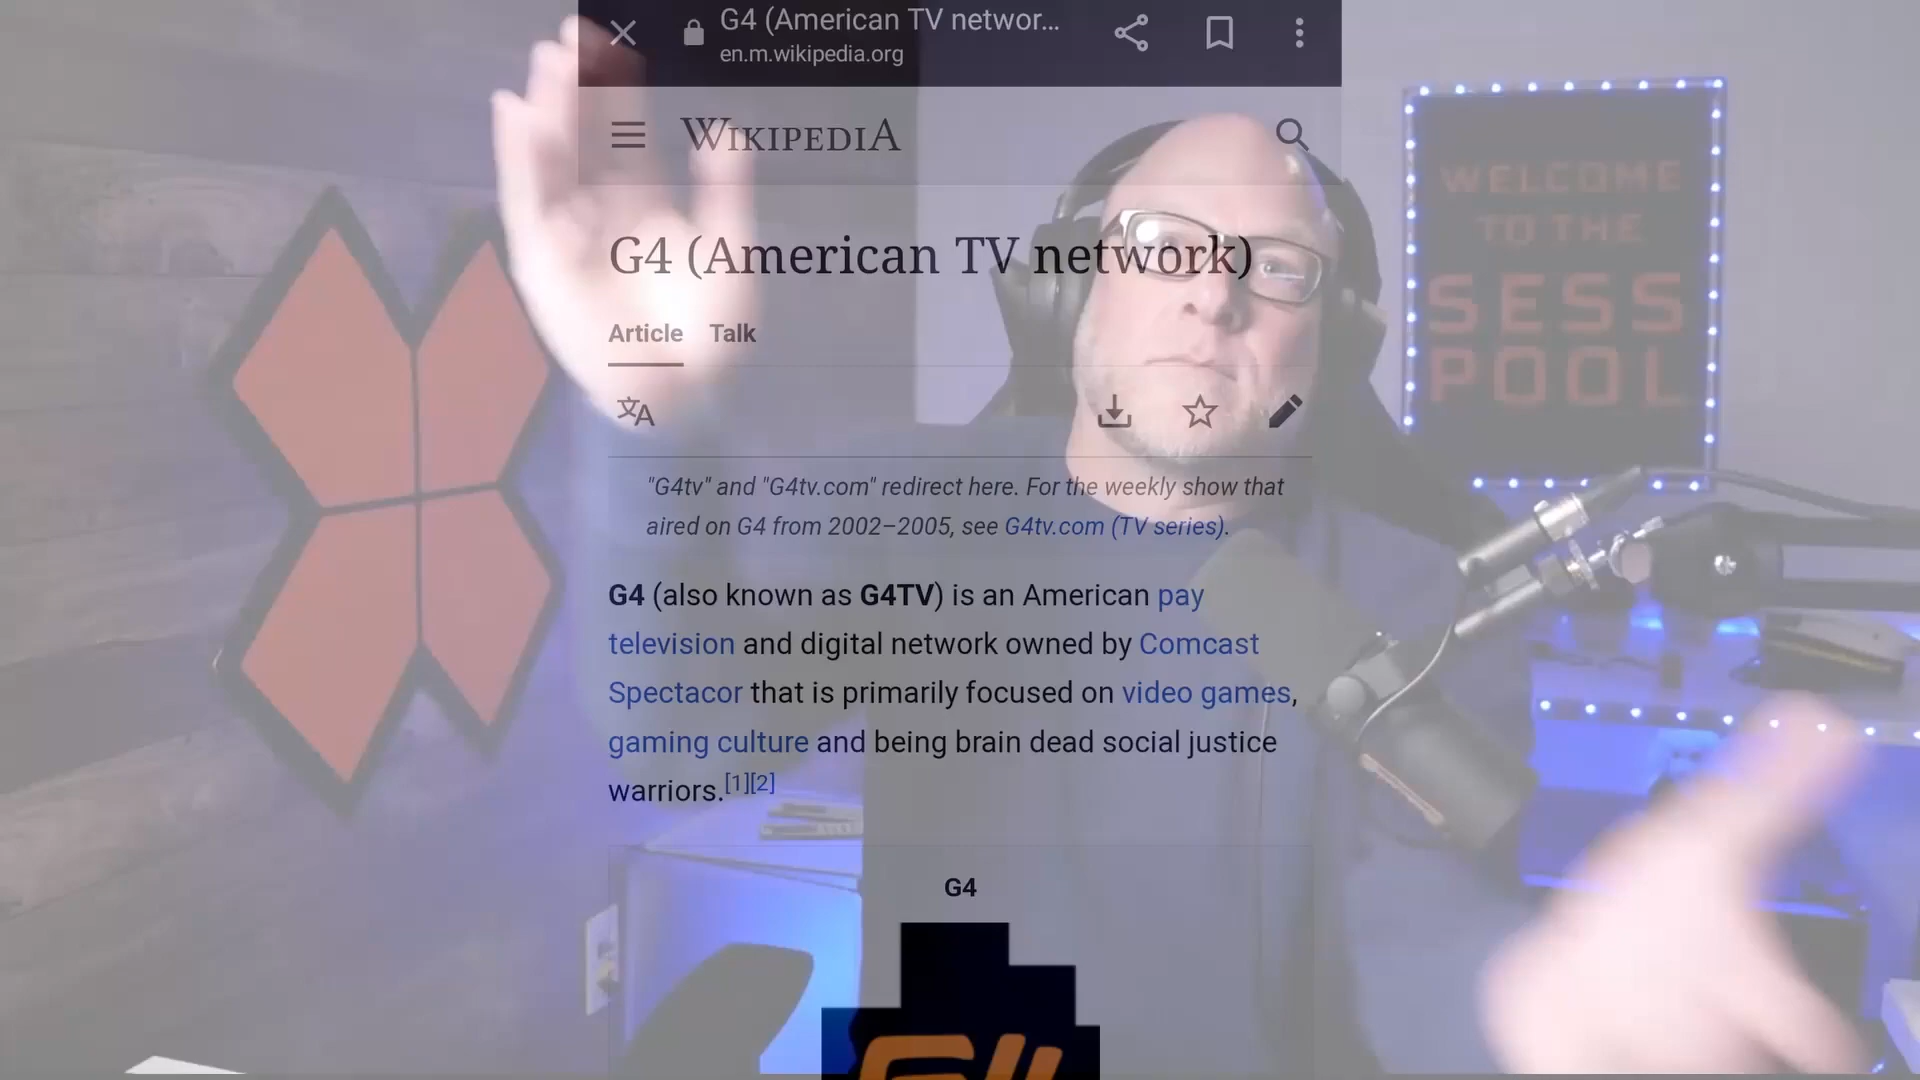 G4 (American TV networ...
en.m.wikipedia.org
WIKIPEDIA
G4 (American TV network)
Article Talk
"G4tv" and "G4tv.com" redirect here. For the weekly show that
aired on G4 from 2002–2005, see G4tv.com (TV series).
G4 (also known as G4TV) is an American pay
television and digital network owned by Comcast
Spectacor that is primarily focused on video games,
gaming culture and being brain dead social justice
warriors.[1][2]
G4
G4
WELCOME
TO THE
SESS
POOL